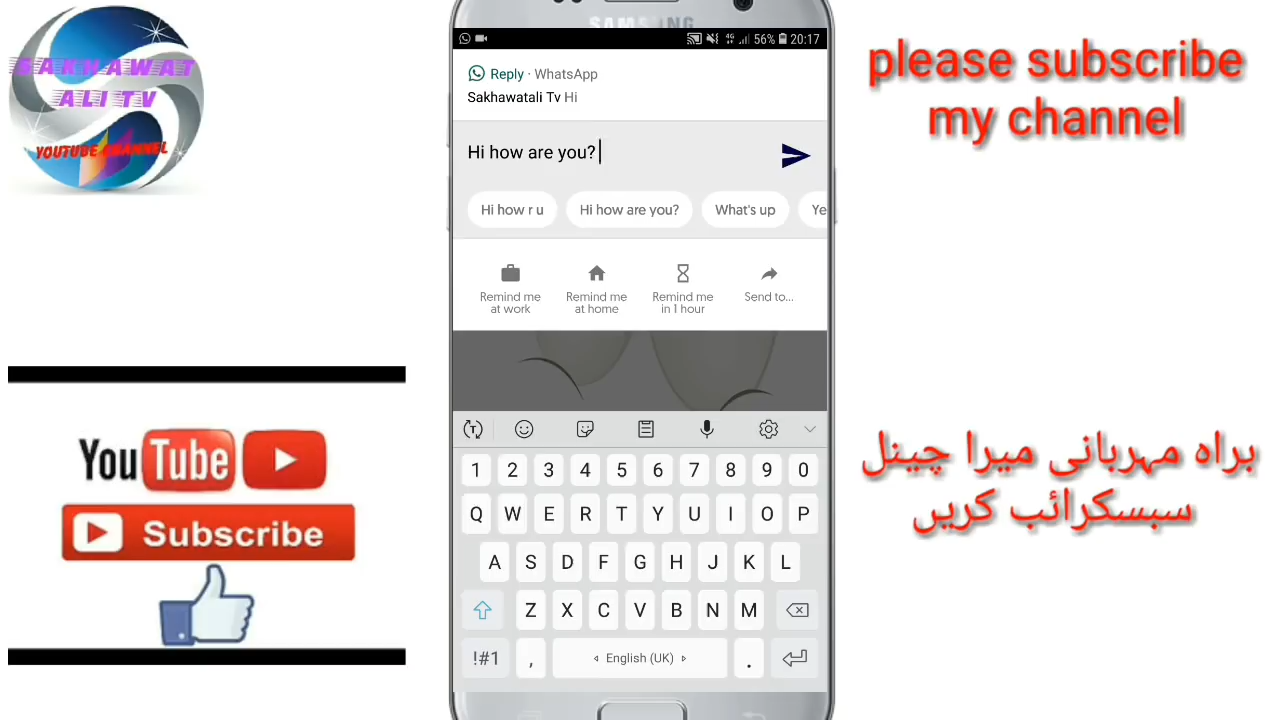 SAKHAWAT
ALI TV
YOUTUBE CHANNEL
SAMSUNG
4G 56% 20:17
Reply · WhatsApp
Sakhawatali Tv Hi
Hi how are you?
Hi how r u Hi how are you? What's up Ye
Remind me at work
Remind me at home
Remind me in 1 hour
Send to...
1 2 3 4 5 6 7 8 9 0
Q W E R T Y U I O P
A S D F G H J K L
Z X C V B N M
!#1 , English (UK) .
please subscribe
my channel
YouTube
Subscribe
براہ مہربانی میرا چینل
سبسکرائب کریں